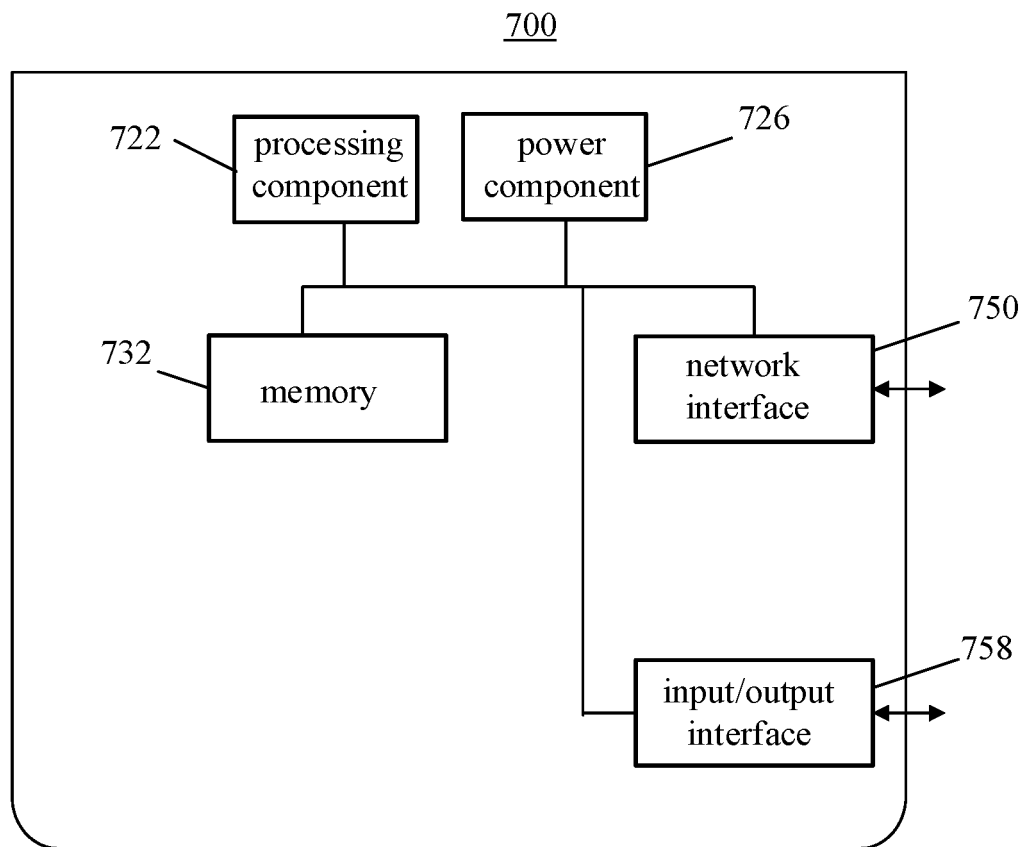 700
722
processing
component
power
component
726
732
memory
network
interface
750
input/output
interface
758